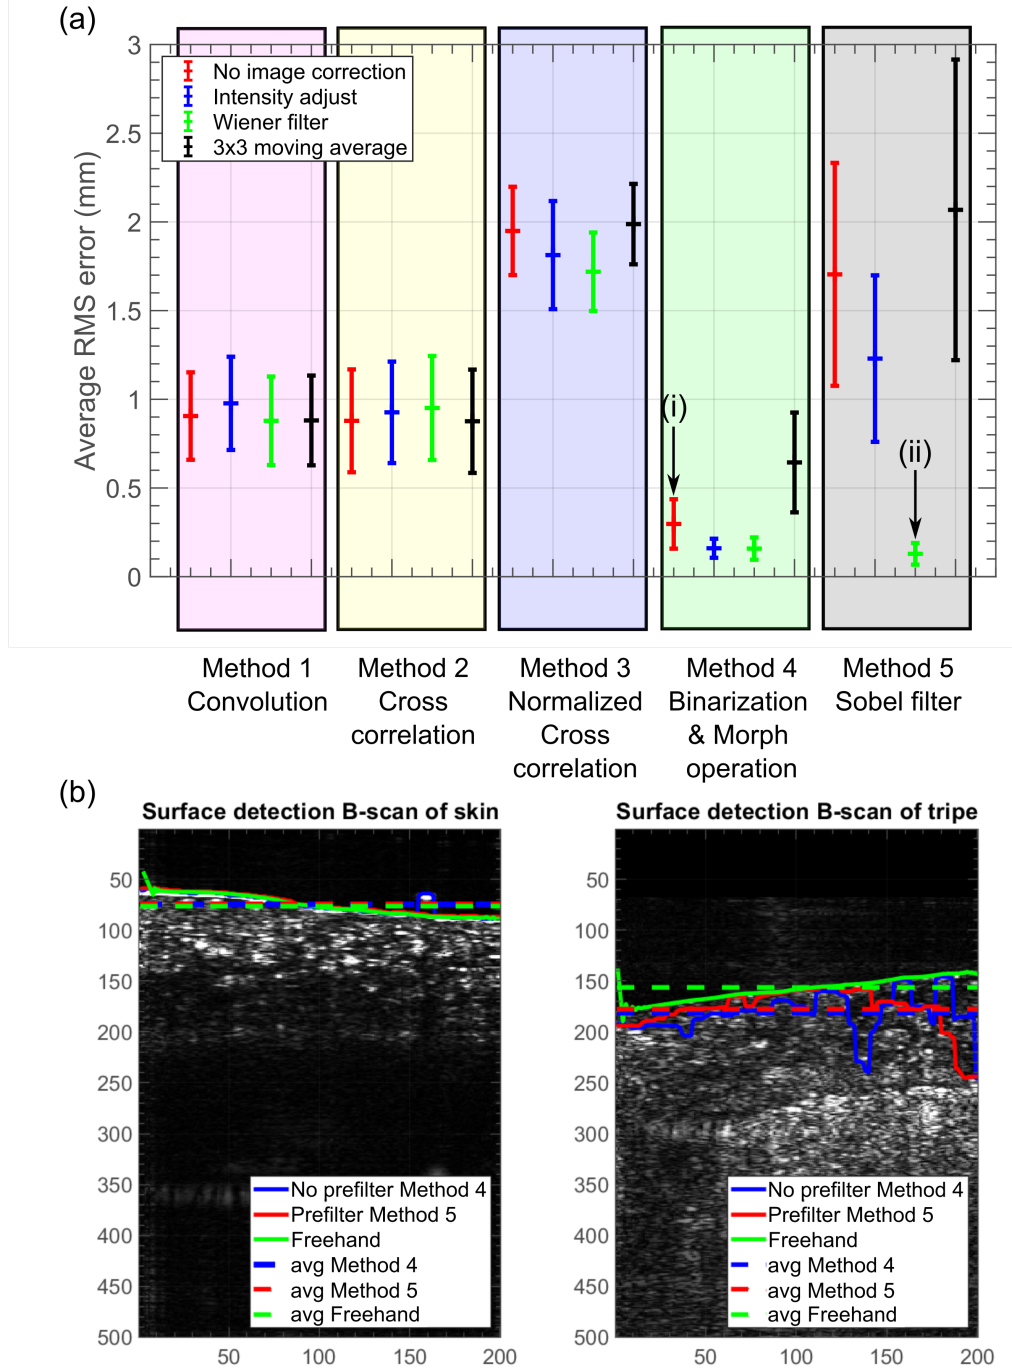 (a)
3
2.5
2
1.5
1
0.5
0
Average RMS error (mm)
No image correction
Intensity adjust
Wiener filter
3x3 moving average
(i)
(ii)
Method 1
Convolution
Method 2
Cross
correlation
Method 3
Normalized
Cross
correlation
Method 4
Binarization
& Morph
operation
Method 5
Sobel filter
(b)
Surface detection B-scan of skin
50
100
150
200
250
300
350
400
450
500
50
100
150
200
No prefilter Method 4
Prefilter Method 5
Freehand
avg Method 4
avg Method 5
avg Freehand
Surface detection B-scan of tripe
50
100
150
200
250
300
350
400
450
500
50
100
150
200
No prefilter Method 4
Prefilter Method 5
Freehand
avg Method 4
avg Method 5
avg Freehand